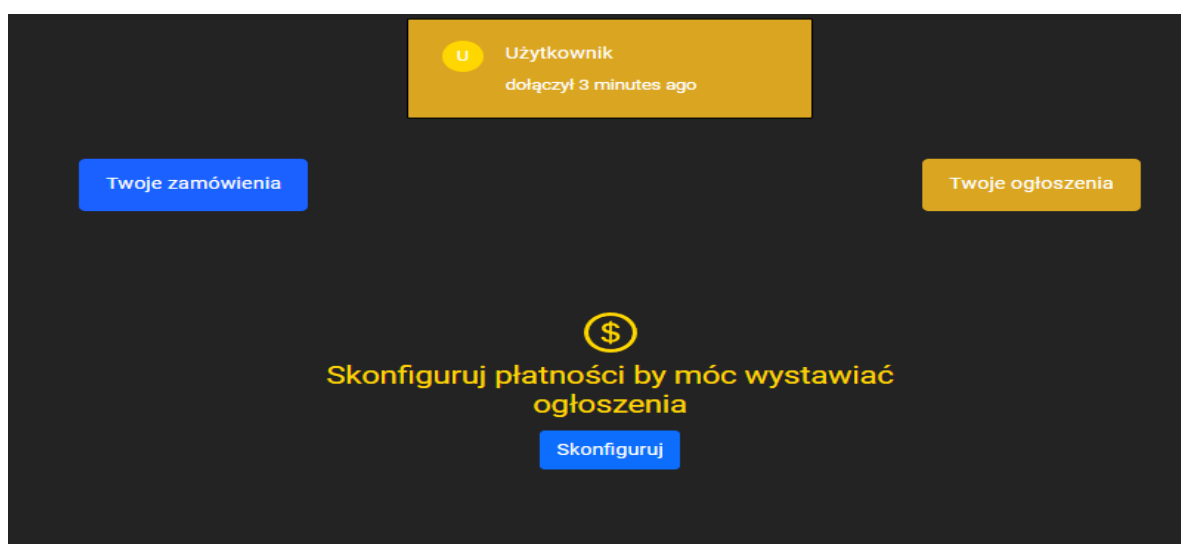 U
Użytkownik
dołączył 3 minutes ago
Twoje zamówienia
Twoje ogłoszenia
$
Skonfiguruj płatności by móc wystawiać
ogłoszenia
Skonfiguruj